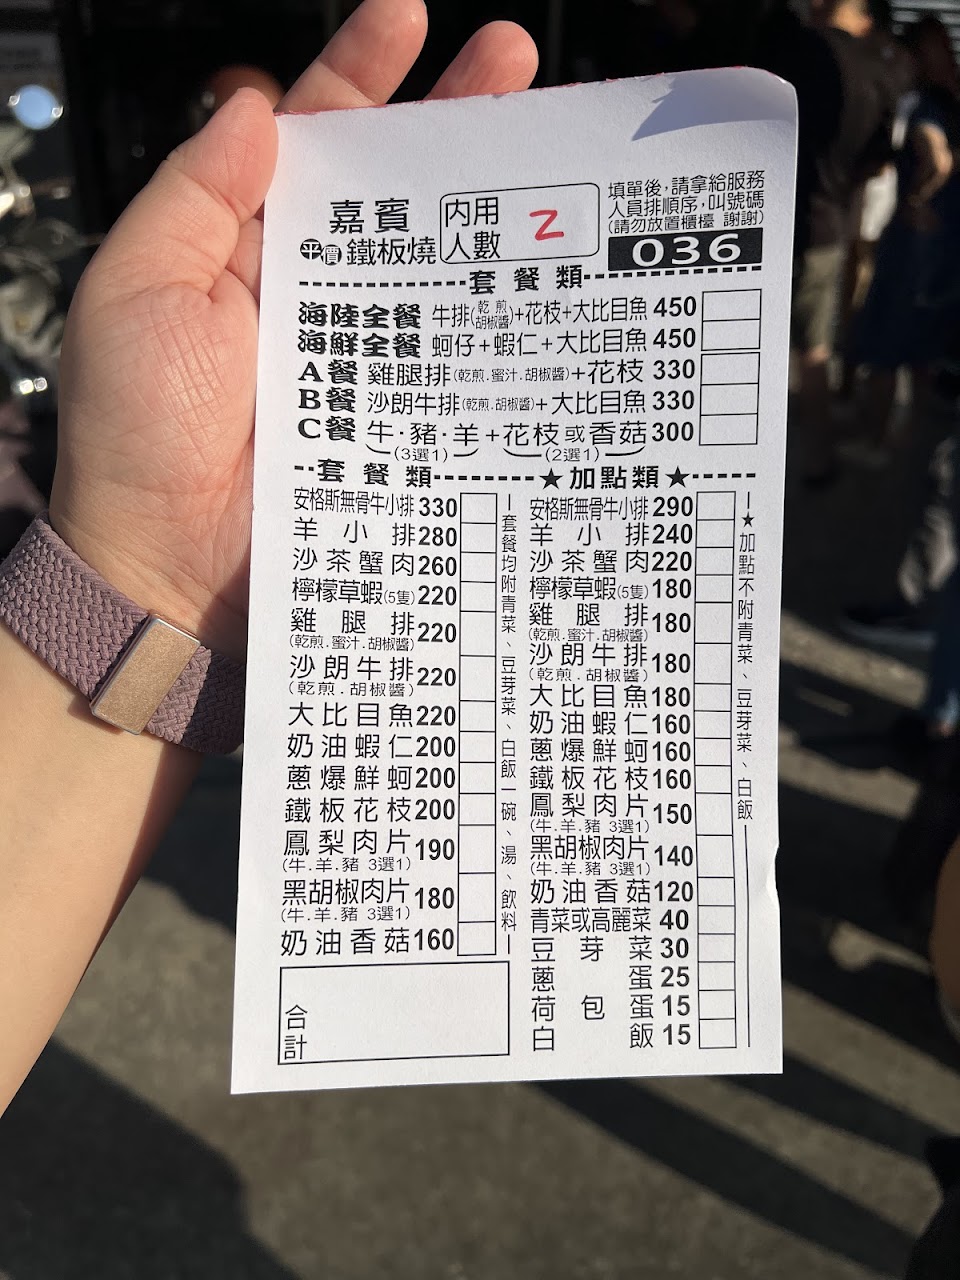 嘉賓
平價鐵板燒
內用人數 2
填單後,請拿給服務
人員排順序,叫號碼
(請勿放置櫃檯 謝謝)
036
套餐類
海陸全餐 牛排(乾煎 胡椒醬)+花枝+大比目魚 450
海鮮全餐 蚵仔+蝦仁+大比目魚 450
A餐 雞腿排(乾煎.蜜汁.胡椒醬)+花枝 330
B餐 沙朗牛排(乾煎.胡椒醬)+大比目魚 330
C餐 牛·豬·羊+花枝或香菇 300
(3選1) (2選1)
套餐類
安格斯無骨牛小排 330
羊小排 280
沙茶蟹肉 260
檸檬草蝦(5隻) 220
雞腿排 220
(乾煎.蜜汁.胡椒醬)
沙朗牛排 220
(乾煎.胡椒醬)
大比目魚 220
奶油蝦仁 200
蔥爆鮮蚵 200
鐵板花枝 200
鳳梨肉片 190
(牛.羊.豬 3選1)
黑胡椒肉片 180
(牛.羊.豬 3選1)
奶油香菇 160
套餐均附青菜、豆芽菜、白飯一碗、湯、飲料
合計
★加點類★
安格斯無骨牛小排 290
羊小排 240
沙茶蟹肉 220
檸檬草蝦(5隻) 180
雞腿排 180
(乾煎.蜜汁.胡椒醬)
沙朗牛排 180
(乾煎.胡椒醬)
大比目魚 180
奶油蝦仁 160
蔥爆鮮蚵 160
鐵板花枝 160
鳳梨肉片 150
(牛.羊.豬 3選1)
黑胡椒肉片 140
(牛.羊.豬 3選1)
奶油香菇 120
青菜或高麗菜 40
豆芽菜 30
蔥蛋 25
荷包蛋 15
白飯 15
★加點不附青菜、豆芽菜、白飯